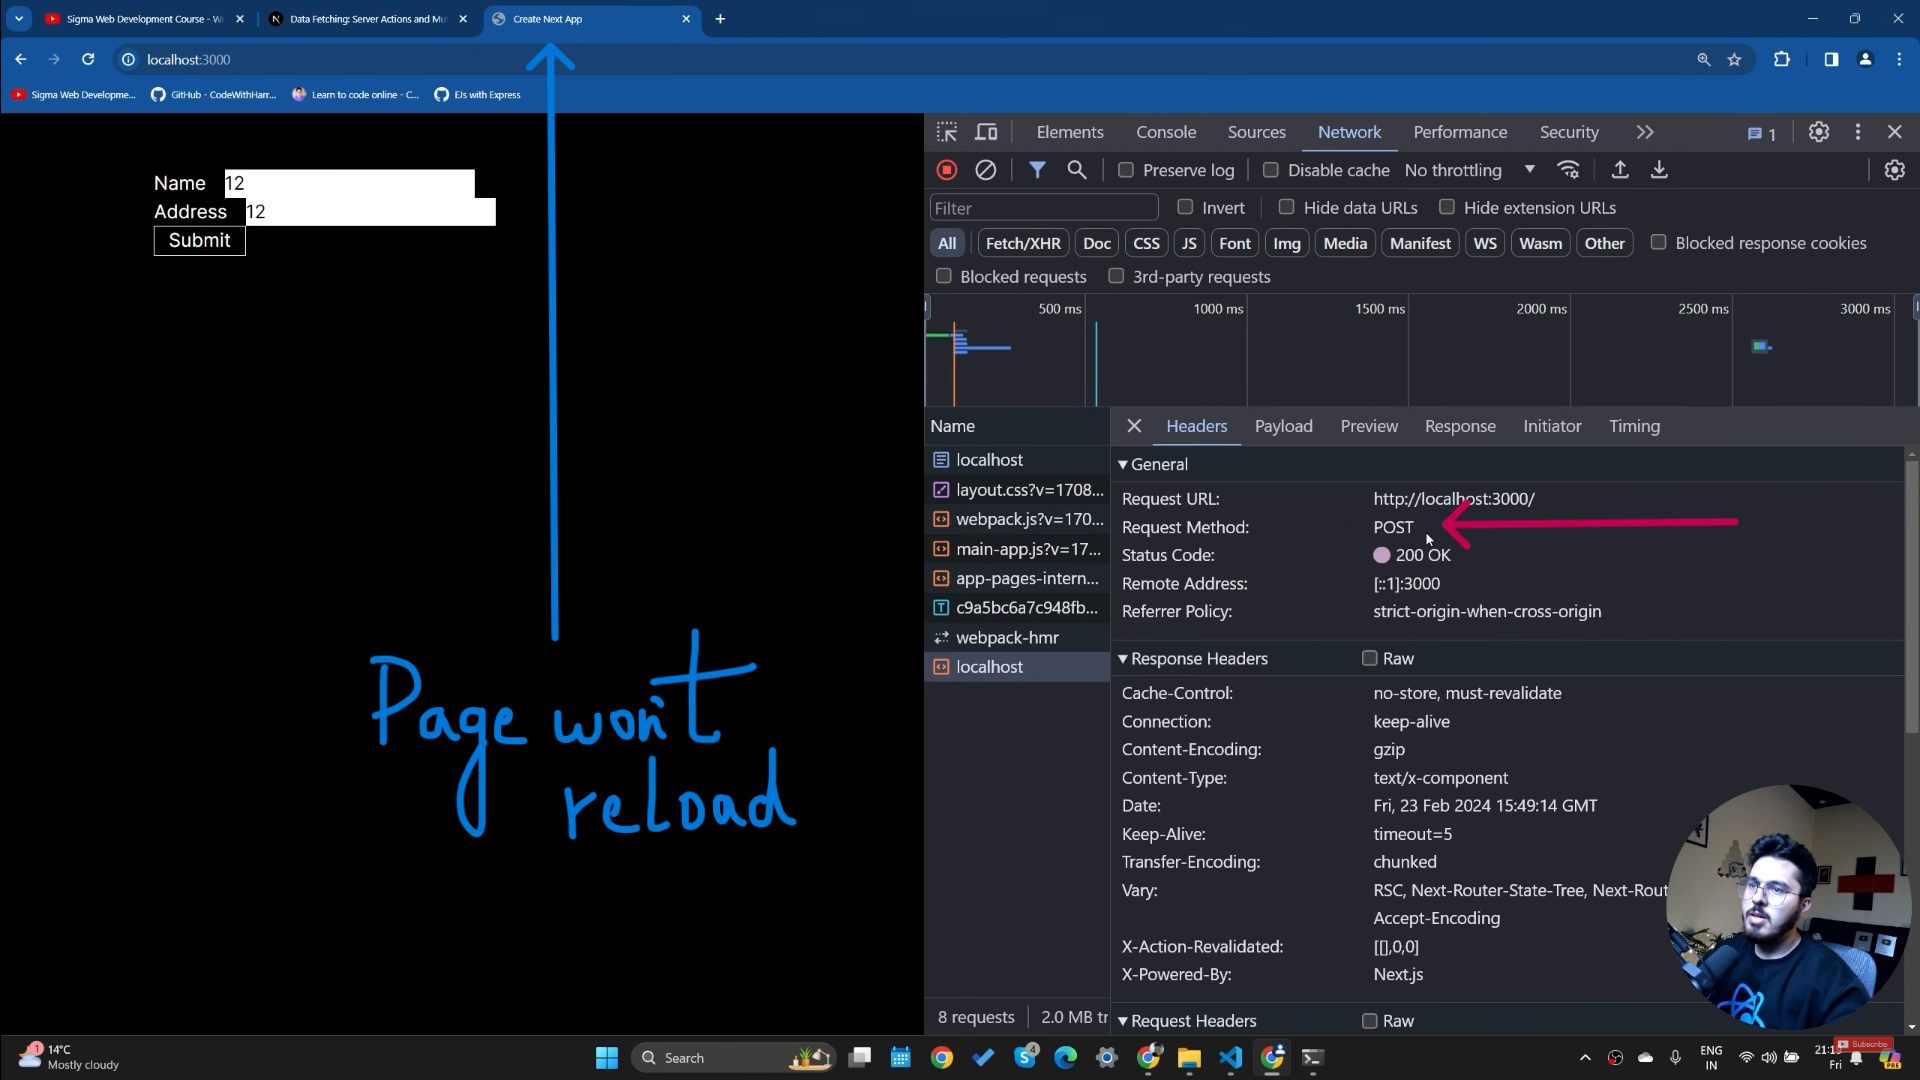 Sigma Web Development Course - W
Data Fetching: Server Actions and Mu
Create Next App
localhost:3000
Sigma Web Developme...
GitHub - CodeWithHarr...
Learn to code online - C...
EJs with Express
Name 12
Address 12
Submit
Page won't
reload
Elements Console Sources Network Performance Security 1
Preserve log Disable cache No throttling
Filter Invert Hide data URLs Hide extension URLs
All Fetch/XHR Doc CSS JS Font Img Media Manifest WS Wasm Other Blocked response cookies
Blocked requests 3rd-party requests
500 ms 1000 ms 1500 ms 2000 ms 2500 ms 3000 ms
Name
localhost
layout.css?v=1708...
webpack.js?v=170...
main-app.js?v=17...
app-pages-intern...
c9a5bc6a7c948fb...
webpack-hmr
localhost
8 requests 2.0 MB tr
Headers Payload Preview Response Initiator Timing
General
Request URL: http://localhost:3000/
Request Method: POST
Status Code: 200 OK
Remote Address: [::1]:3000
Referrer Policy: strict-origin-when-cross-origin
Response Headers Raw
Cache-Control: no-store, must-revalidate
Connection: keep-alive
Content-Encoding: gzip
Content-Type: text/x-component
Date: Fri, 23 Feb 2024 15:49:14 GMT
Keep-Alive: timeout=5
Transfer-Encoding: chunked
Vary: RSC, Next-Router-State-Tree, Next-Rout
Accept-Encoding
X-Action-Revalidated: [[],0,0]
X-Powered-By: Next.js
Request Headers Raw
Subscribe
1 14°C
Mostly cloudy
Search
4
ENG
IN
21:1
Fri
PRE